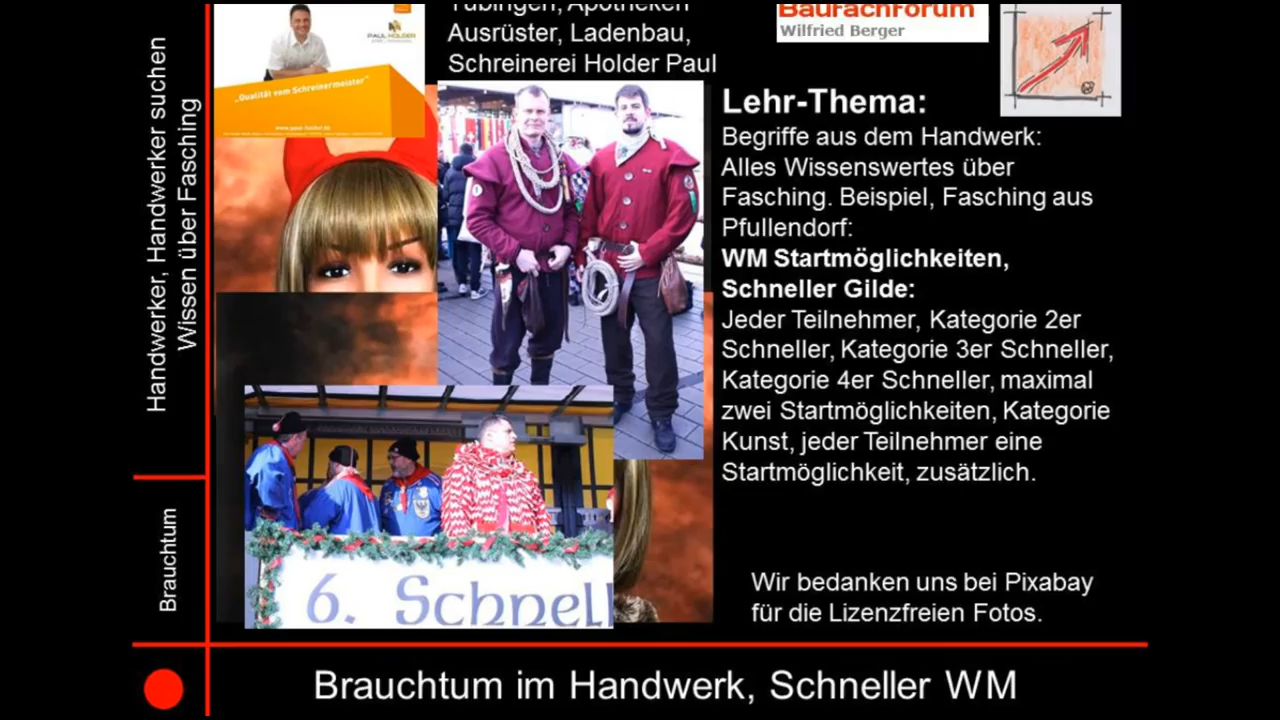 Handwerker, Handwerker suchen
Wissen über Fasching
Brauchtum
PAUL HOLDER
„Qualität vom Schreinermeister“
www.paul-holder.de
Tübingen, Apotheken
Ausrüster, Ladenbau,
Schreinerei Holder Paul
BauFachForum
Wilfried Berger
Lehr-Thema:
Begriffe aus dem Handwerk:
Alles Wissenswertes über
Fasching. Beispiel, Fasching aus
Pfullendorf:
WM Startmöglichkeiten,
Schneller Gilde:
Jeder Teilnehmer, Kategorie 2er
Schneller, Kategorie 3er Schneller,
Kategorie 4er Schneller, maximal
zwei Startmöglichkeiten, Kategorie
Kunst, jeder Teilnehmer eine
Startmöglichkeit, zusätzlich.
6. Schnell
Wir bedanken uns bei Pixabay
für die Lizenzfreien Fotos.
Brauchtum im Handwerk, Schneller WM